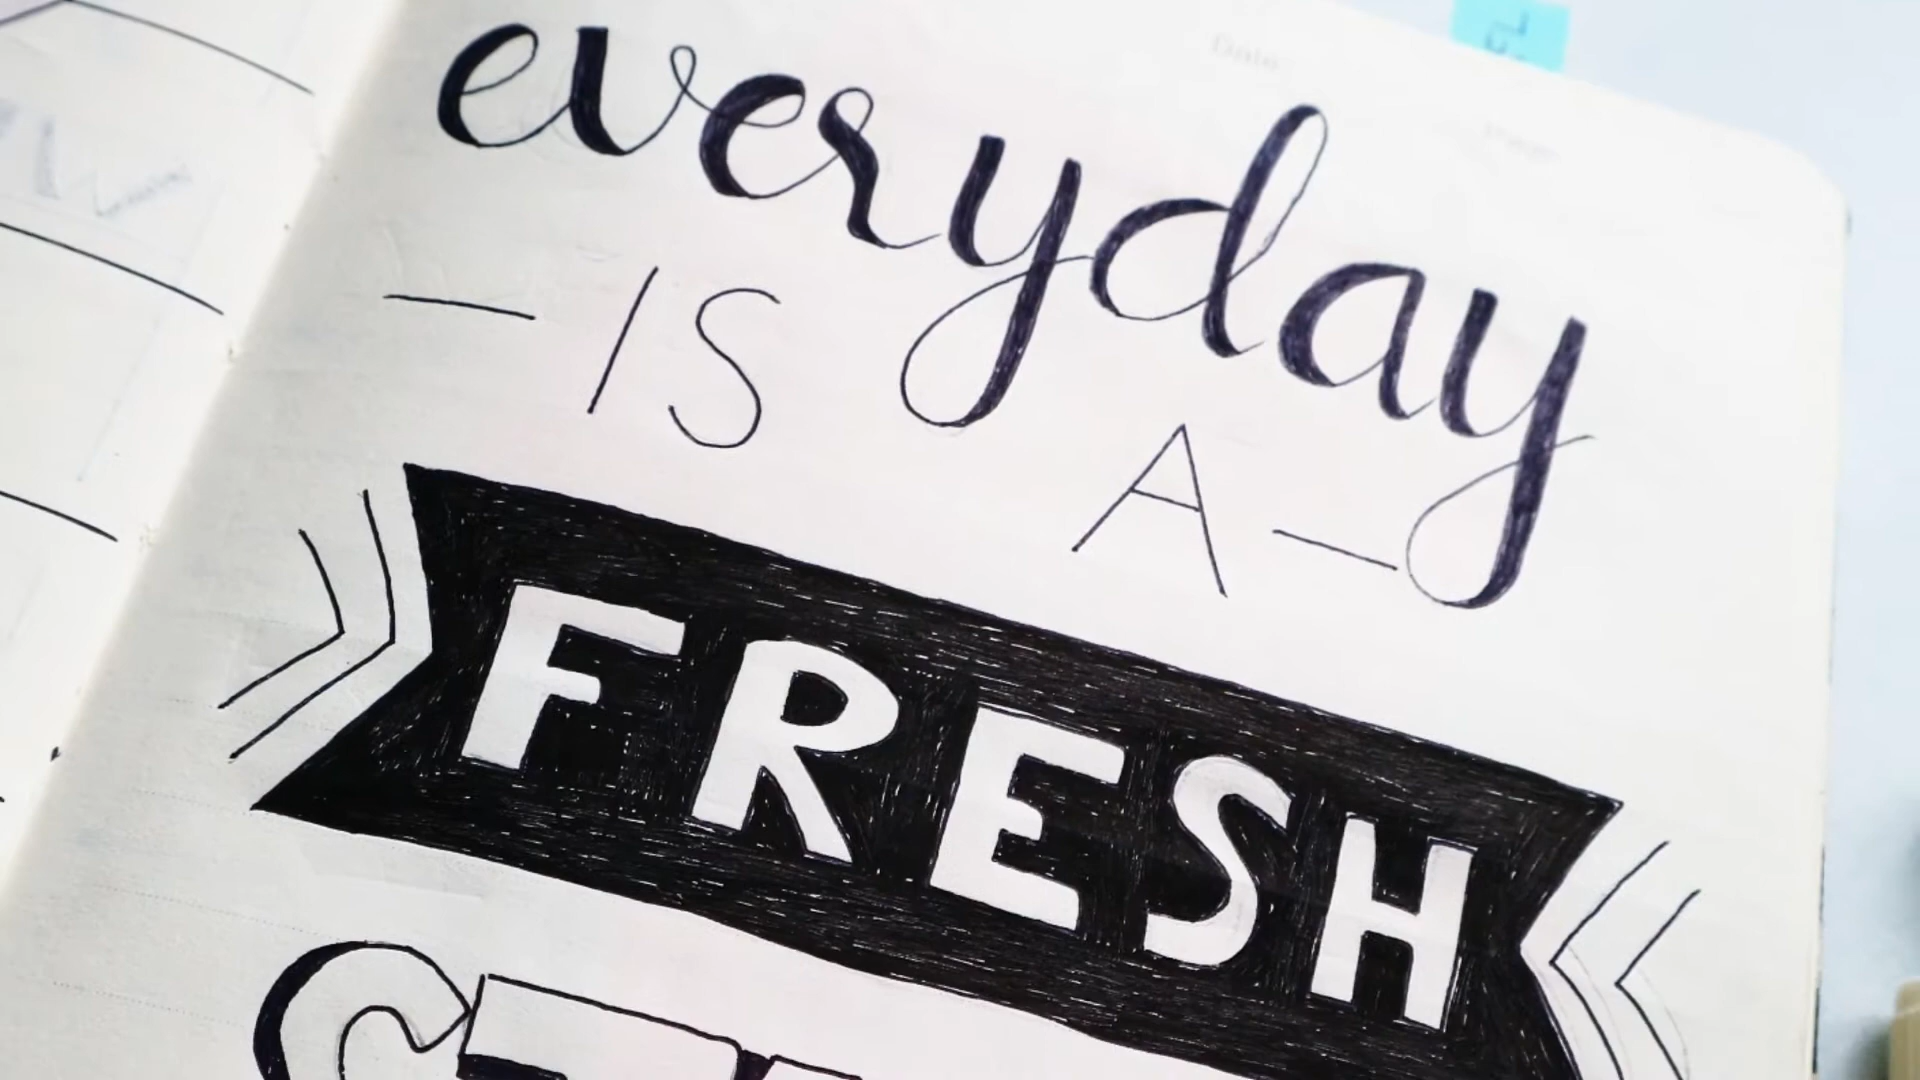 everyday
— IS A —
FRESH